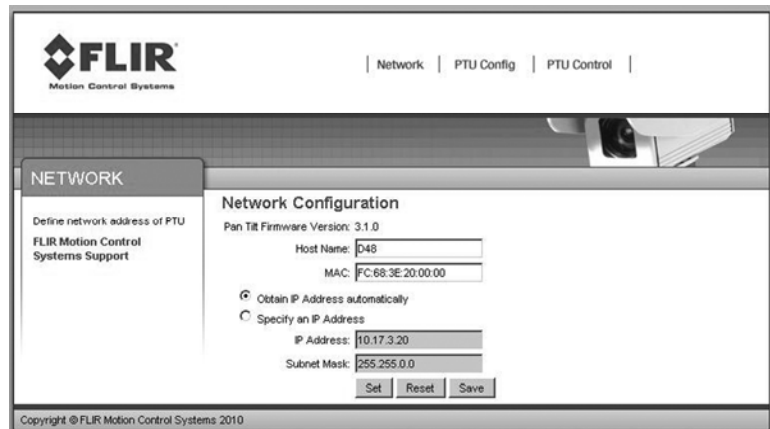 FLIR
Motion Control Systems
| Network | PTU Config | PTU Control |
NETWORK
Define network address of PTU
FLIR Motion Control
Systems Support
Network Configuration
Pan Tilt Firmware Version: 3.1.0
Host Name: D48
MAC: FC:68:3E:20:00:00
Obtain IP Address automatically
Specify an IP Address
IP Address: 10.17.3.20
Subnet Mask: 255.255.0.0
Set Reset Save
Copyright © FLIR Motion Control Systems 2010